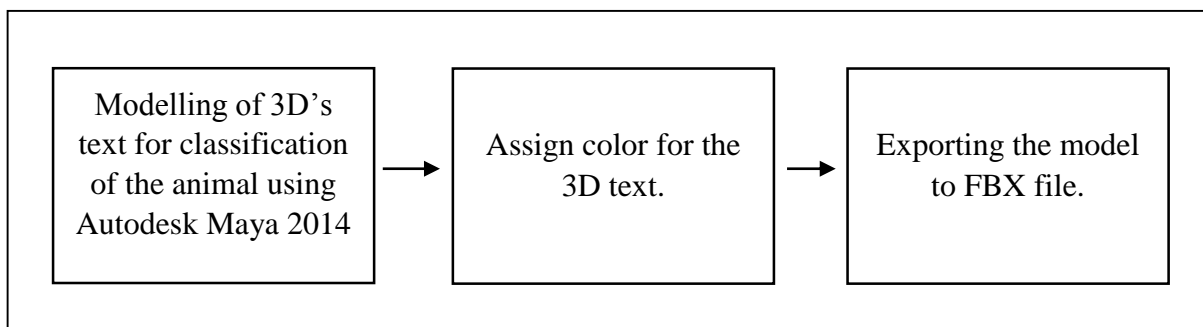 Modelling of 3D’s
text for classification
of the animal using
Autodesk Maya 2014
Assign color for the
3D text.
Exporting the model
to FBX file.